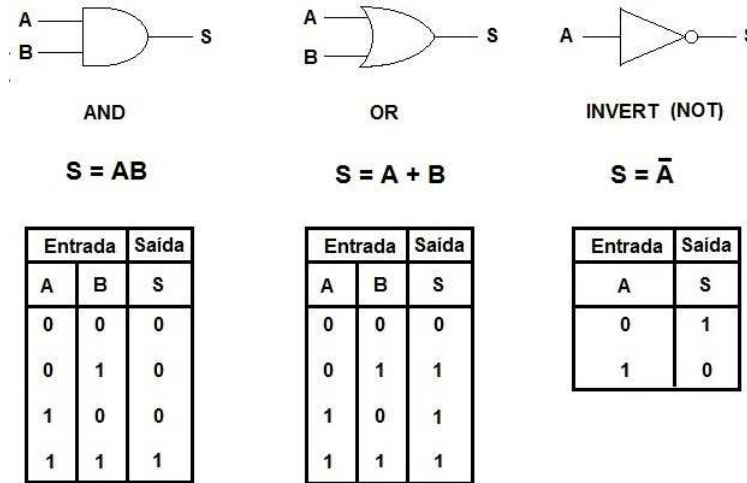 A
B
S
AND
S = AB
Entrada Saída
A B S
0 0 0
0 1 0
1 0 0
1 1 1
A
B
S
OR
S = A + B
Entrada Saída
A B S
0 0 0
0 1 1
1 0 1
1 1 1
A
S
INVERT (NOT)
S = A̅
Entrada Saída
A S
0 1
1 0